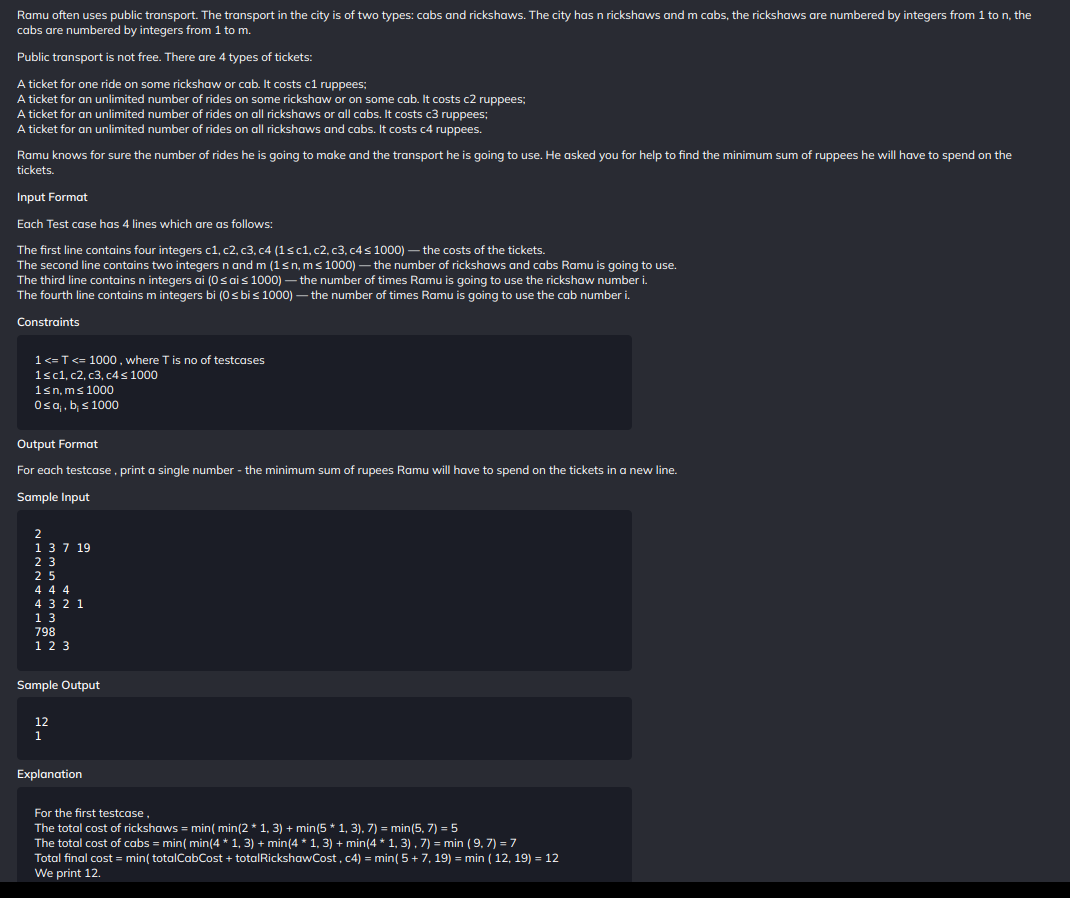 Ramu often uses public transport. The transport in the city is of two types: cabs and rickshaws. The city has n rickshaws and m cabs, the rickshaws are numbered by integers from 1 to n, the
cabs are numbered by integers from 1 to m.
Public transport is not free. There are 4 types of tickets:
A ticket for one ride on some rickshaw or cab. It costs c1 ruppees;
A ticket for an unlimited number of rides on some rickshaw or on some cab. It costs c2 ruppees;
A ticket for an unlimited number of rides on all rickshaws or all cabs. It costs c3 ruppees;
A ticket for an unlimited number of rides on all rickshaws and cabs. It costs c4 ruppees.
Ramu knows for sure the number of rides he is going to make and the transport he is going to use. He asked you for help to find the minimum sum of ruppees he will have to spend on the
tickets.
Input Format
Each Test case has 4 lines which are as follows:
The first line contains four integers c1, c2, c3, c4 (1 ≤ c1, c2, c3, c4 ≤ 1000) — the costs of the tickets.
The second line contains two integers n and m (1 ≤ n, m ≤ 1000) — the number of rickshaws and cabs Ramu is going to use.
The third line contains n integers ai (0 ≤ ai ≤ 1000) — the number of times Ramu is going to use the rickshaw number i.
The fourth line contains m integers bi (0 ≤ bi ≤ 1000) — the number of times Ramu is going to use the cab number i.
Constraints
1 <= T <= 1000 , where T is no of testcases
1 ≤ c1, c2, c3, c4 ≤ 1000
1 ≤ n, m ≤ 1000
0 ≤ ai , bi ≤ 1000
Output Format
For each testcase , print a single number - the minimum sum of rupees Ramu will have to spend on the tickets in a new line.
Sample Input
2
1 3 7 19
2 3
2 5
4 4 4
4 3 2 1
1 3
798
1 2 3
Sample Output
12
1
Explanation
For the first testcase ,
The total cost of rickshaws = min( min(2 * 1, 3) + min(5 * 1, 3), 7) = min(5, 7) = 5
The total cost of cabs = min( min(4 * 1, 3) + min(4 * 1, 3) + min(4 * 1, 3) , 7) = min ( 9, 7) = 7
Total final cost = min( totalCabCost + totalRickshawCost , c4) = min( 5 + 7, 19) = min ( 12, 19) = 12
We print 12.